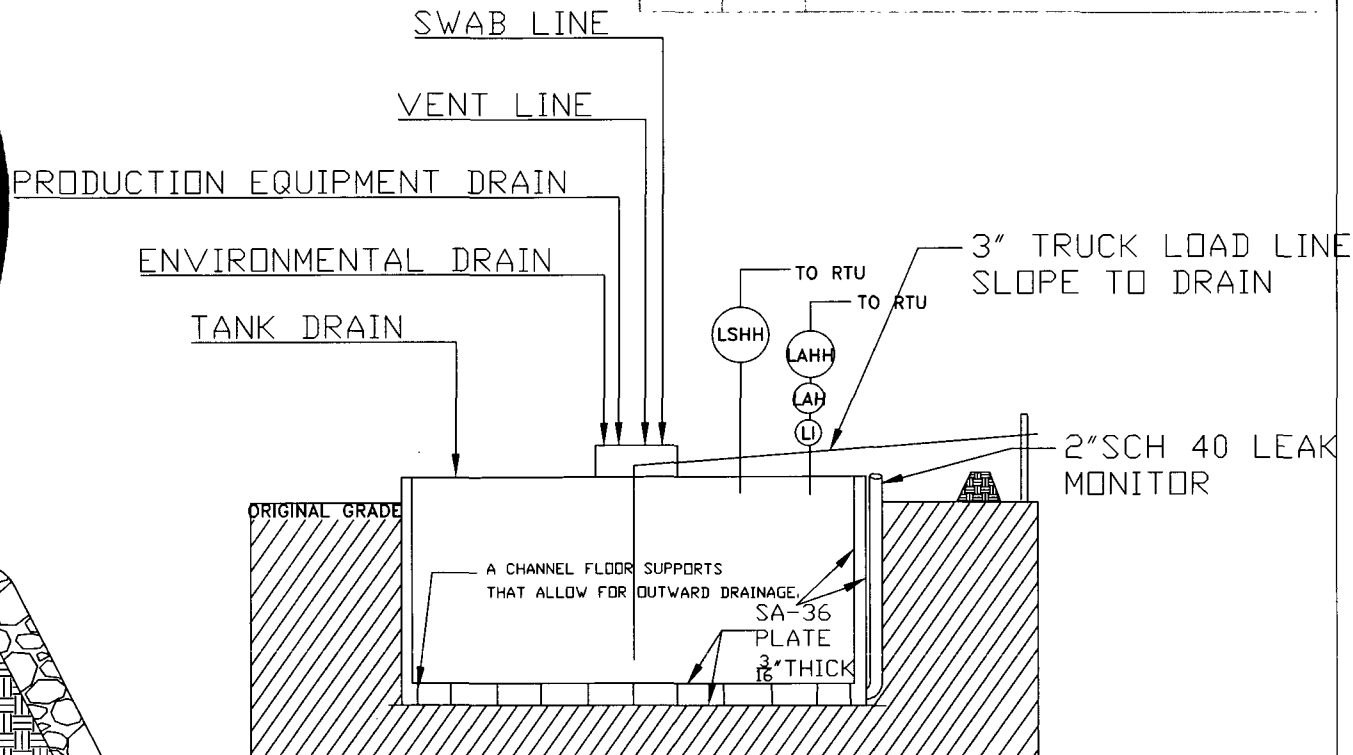 SWAB LINE
VENT LINE
PRODUCTION EQUIPMENT DRAIN
ENVIRONMENTAL DRAIN
TANK DRAIN
3" TRUCK LOAD LINE
SLOPE TO DRAIN
TO RTU
TO RTU
LSHH
LAHH
LAH
LI
2"SCH 40 LEAK
MONITOR
ORIGINAL GRADE
A CHANNEL FLOOR SUPPORTS
THAT ALLOW FOR OUTWARD DRAINAGE.
SA-36
PLATE
3/16" THICK